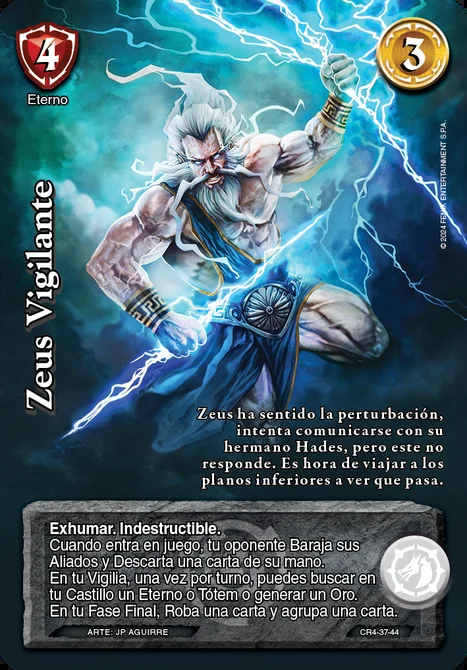 4
3
Eterno
Zeus Vigilante
© 2024 FENIX ENTERTAINMENT S.P.A.
Zeus ha sentido la perturbación,
intenta comunicarse con su
hermano Hades, pero este no
responde. Es hora de viajar a los
planos inferiores a ver que pasa.
Exhumar. Indestructible.
Cuando entra en juego, tu oponente Baraja sus
Aliados y Descarta una carta de su mano.
En tu Vigilia, una vez por turno, puedes buscar en
tu Castillo un Eterno o Tótem o generar un Oro.
En tu Fase Final, Roba una carta y agrupa una carta.
ARTE: JP AGUIRRE
CR4-37-44